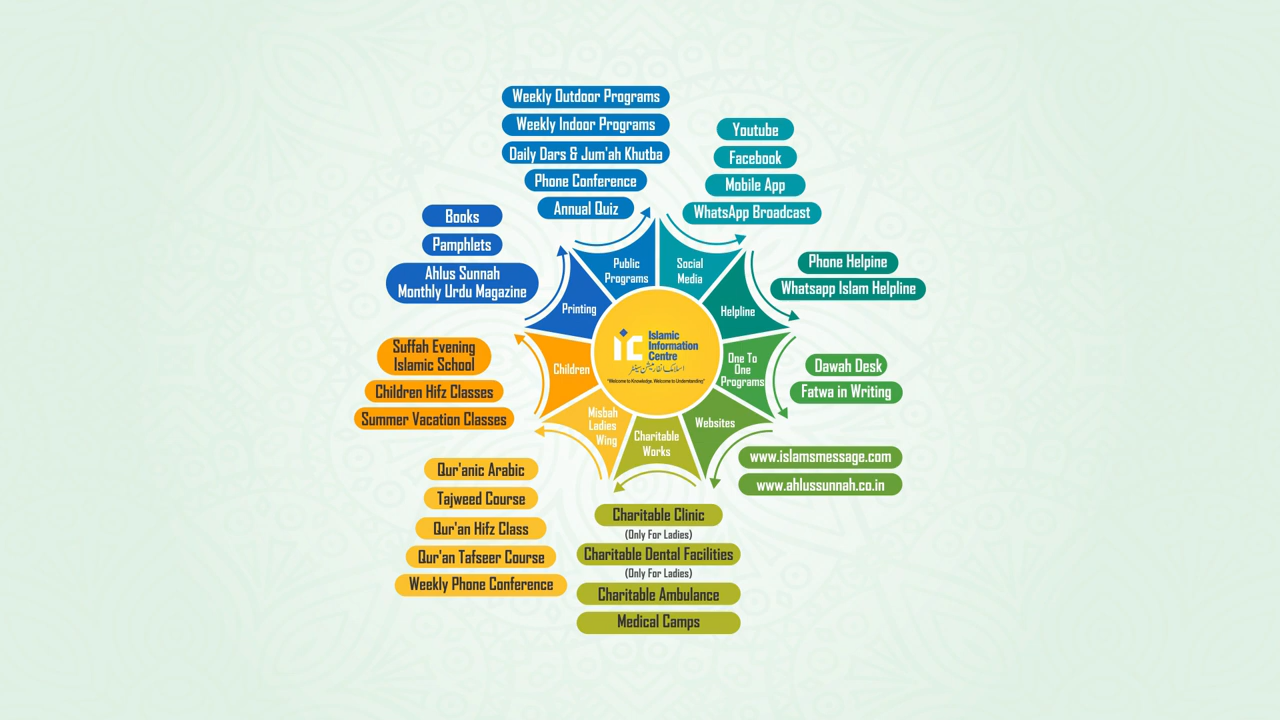 Weekly Outdoor Programs
Weekly Indoor Programs
Daily Dars & Jum'ah Khutba
Phone Conference
Annual Quiz
Youtube
Facebook
Mobile App
WhatsApp Broadcast
Books
Pamphlets
Ahlus Sunnah
Monthly Urdu Magazine
Phone Helpine
Whatsapp Islam Helpline
Suffah Evening
Islamic School
Children Hifz Classes
Summer Vacation Classes
Dawah Desk
Fatwa in Writing
Public
Programs
Social
Media
Printing
Helpline
Children
One To
One
Programs
Misbah
Ladies
Wing
Charitable
Works
Websites
iC
Islamic
Information
Centre
اسلامک انفارمیشن سینٹر
"Welcome to Knowledge, Welcome to Understanding"
www.islamsmessage.com
www.ahlussunnah.co.in
Qur'anic Arabic
Tajweed Course
Qur'an Hifz Class
Qur'an Tafseer Course
Weekly Phone Conference
Charitable Clinic
(Only For Ladies)
Charitable Dental Facilities
(Only For Ladies)
Charitable Ambulance
Medical Camps